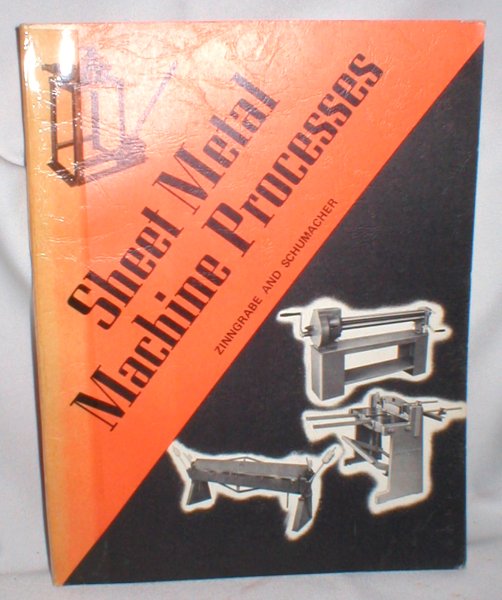 Sheet Metal
Machine Processes
ZINNGRABE AND SCHUMACHER